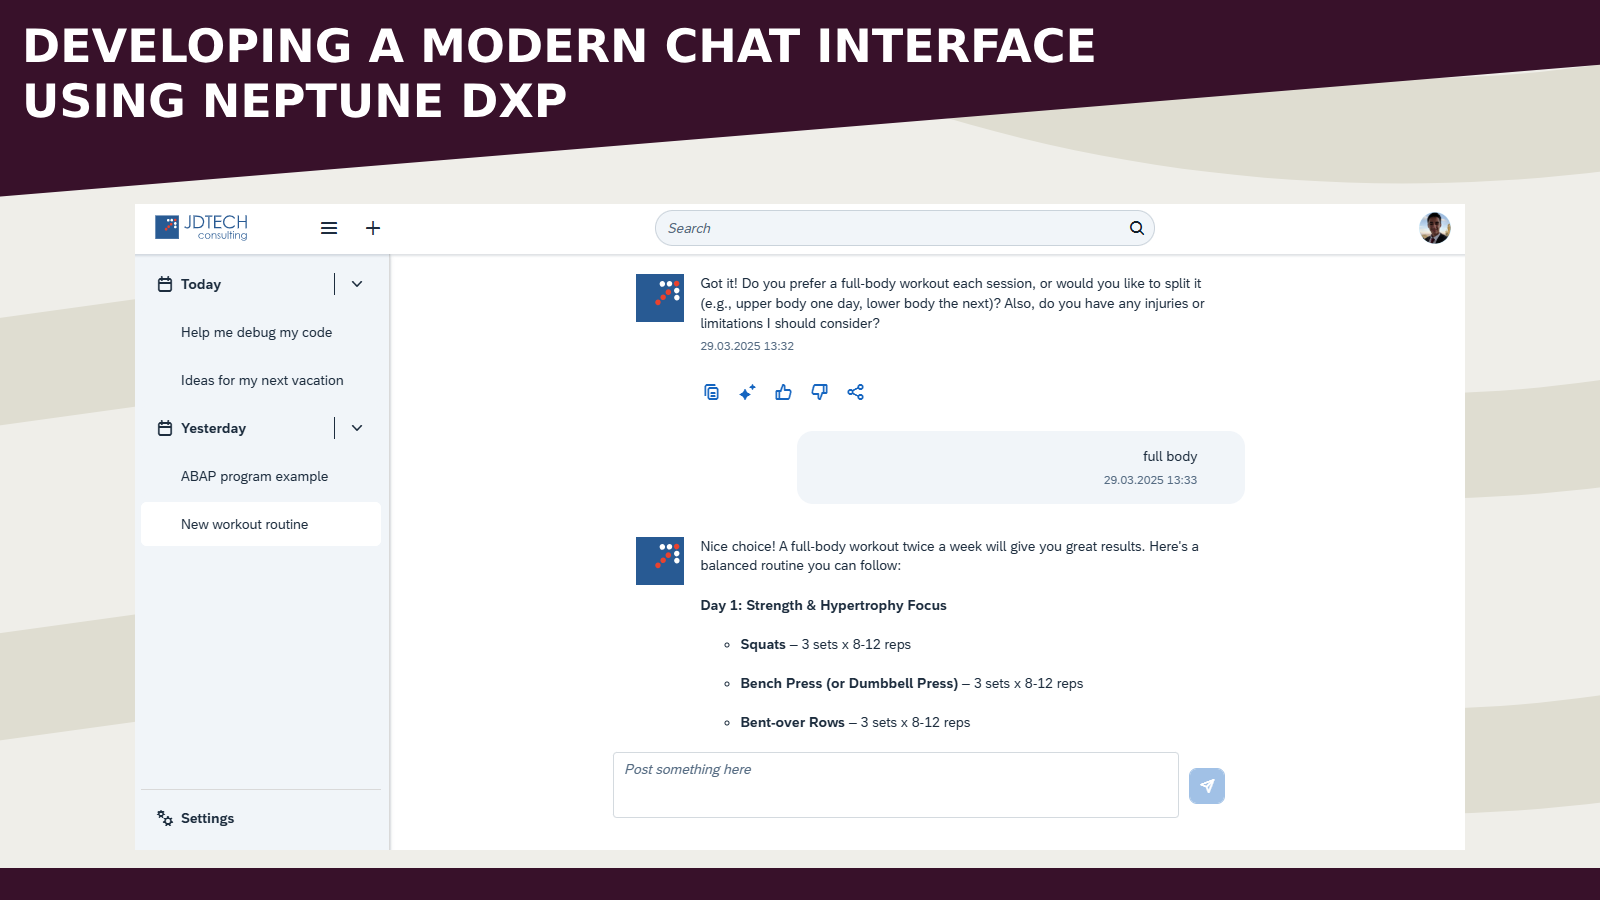 DEVELOPING A MODERN CHAT INTERFACE
USING NEPTUNE DXP
JDTECH
consulting
Search
Today
Help me debug my code
Ideas for my next vacation
Yesterday
ABAP program example
New workout routine
Settings
Got it! Do you prefer a full-body workout each session, or would you like to split it
(e.g., upper body one day, lower body the next)? Also, do you have any injuries or
limitations I should consider?
29.03.2025 13:32
full body
29.03.2025 13:33
Nice choice! A full-body workout twice a week will give you great results. Here's a
balanced routine you can follow:
Day 1: Strength & Hypertrophy Focus
Squats – 3 sets x 8-12 reps
Bench Press (or Dumbbell Press) – 3 sets x 8-12 reps
Bent-over Rows – 3 sets x 8-12 reps
Post something here